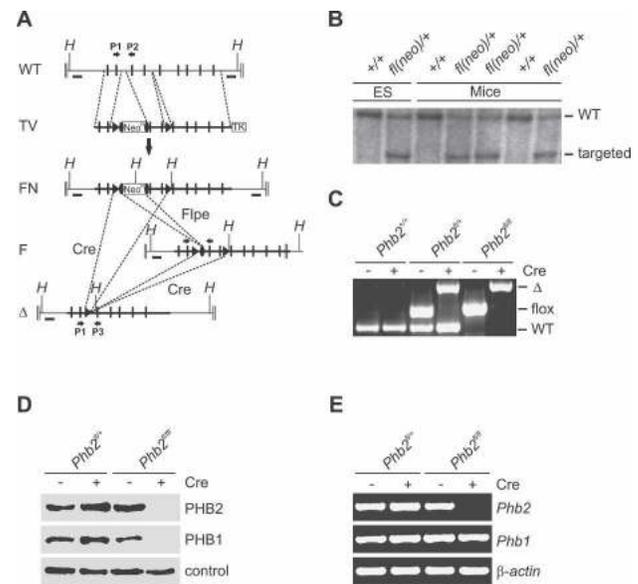 A
H P1 P2 H
WT
TV Neo TK
H H H
FN Neo
Flpe
Cre
H H
F
H H Cre H
Δ
P1 P3
B
+/+ fl(neo)/+ +/+ fl(neo)/+ fl(neo)/+ +/+ fl(neo)/+
ES Mice
WT
targeted
C
Phb2+/+ Phb2fl/+ Phb2fl/fl
- + - + - + Cre
Δ
flox
WT
D
Phb2fl/+ Phb2fl/fl
- + - + Cre
PHB2
PHB1
control
E
Phb2fl/+ Phb2fl/fl
- + - + Cre
Phb2
Phb1
β-actin